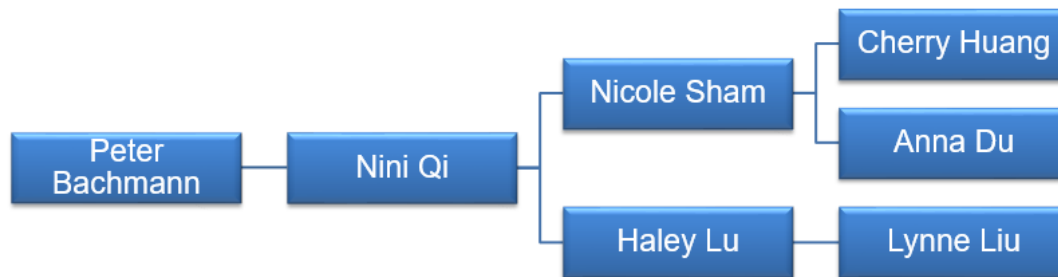 Peter
Bachmann
Nini Qi
Nicole Sham
Cherry Huang
Anna Du
Haley Lu
Lynne Liu